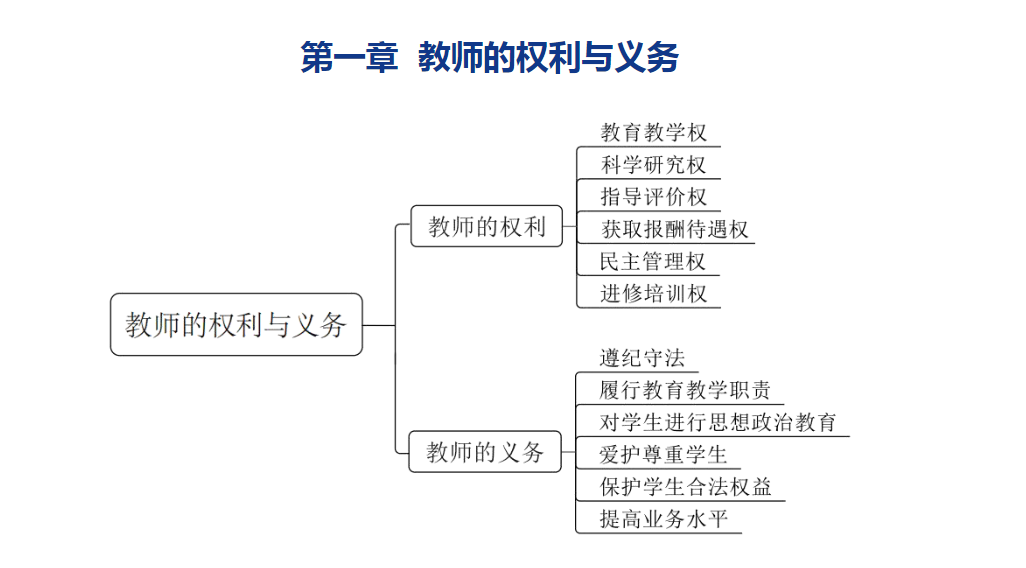 第一章 教师的权利与义务
教师的权利与义务
教师的权利
教育教学权
科学研究权
指导评价权
获取报酬待遇权
民主管理权
进修培训权
教师的义务
遵纪守法
履行教育教学职责
对学生进行思想政治教育
爱护尊重学生
保护学生合法权益
提高业务水平